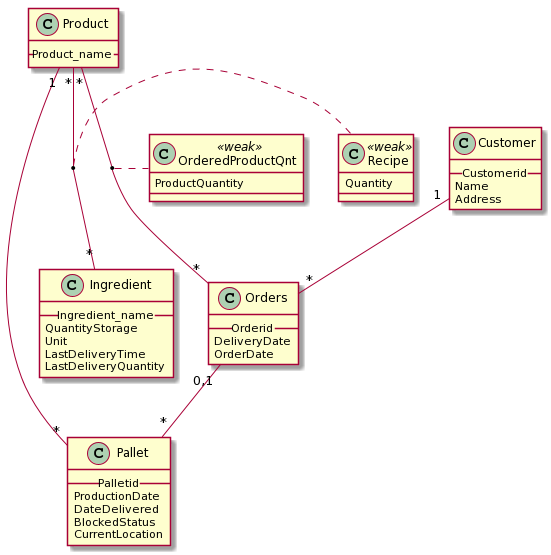 C Product
Product_name
1
*
*
«weak»
C OrderedProductQnt
ProductQuantity
«weak»
C Recipe
Quantity
C Customer
Customerid
Name
Address
1
*
C Ingredient
Ingredient_name
QuantityStorage
Unit
LastDeliveryTime
LastDeliveryQuantity
*
*
C Orders
Orderid
DeliveryDate
OrderDate
0,1
*
*
C Pallet
Palletid
ProductionDate
DateDelivered
BlockedStatus
CurrentLocation